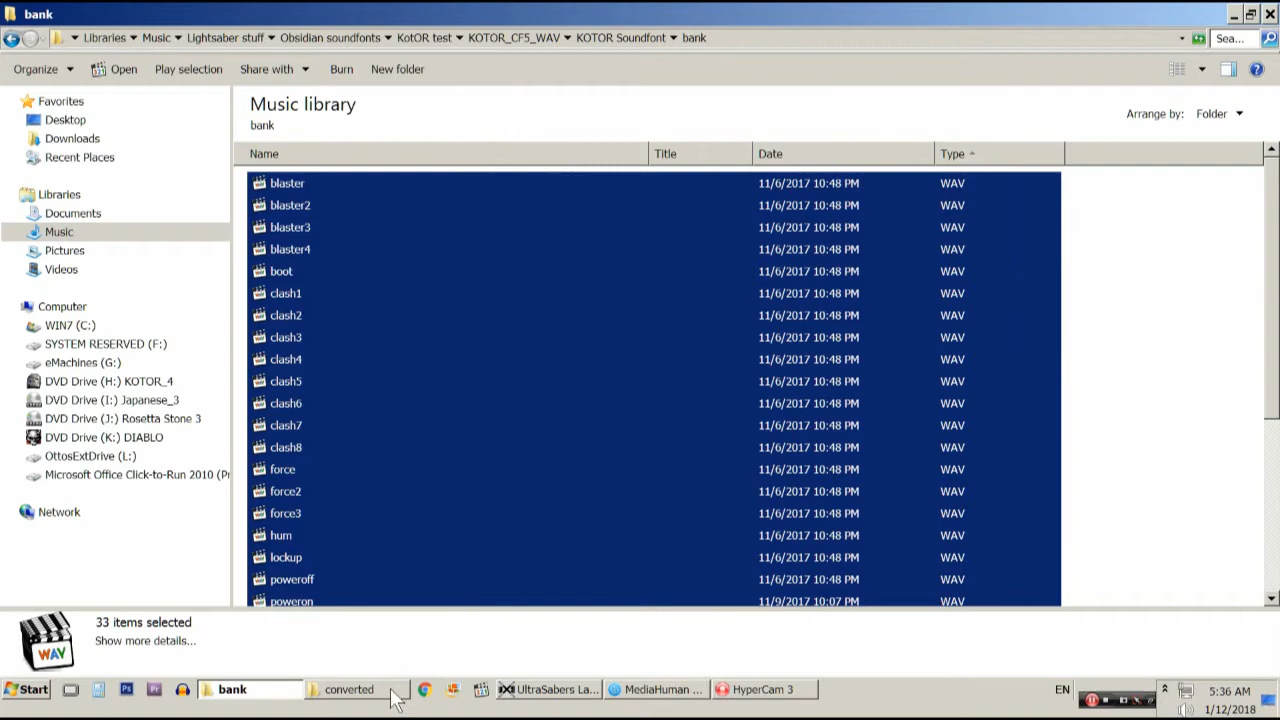 bank
Libraries Music Lightsaber stuff Obsidian soundfonts KotOR test KOTOR_CF5_WAV KOTOR Soundfont bank Sea...
Organize Open Play selection Share with Burn New folder
Favorites
Desktop
Downloads
Recent Places
Libraries
Documents
Music
Pictures
Videos
Computer
WIN7 (C:)
SYSTEM RESERVED (F:)
eMachines (G:)
DVD Drive (H:) KOTOR_4
DVD Drive (I:) Japanese_3
DVD Drive (J:) Rosetta Stone 3
DVD Drive (K:) DIABLO
OttosExtDrive (L:)
Microsoft Office Click-to-Run 2010 (Pr
Network
Music library
bank
Arrange by: Folder
Name Title Date Type
blaster 11/6/2017 10:48 PM WAV
blaster2 11/6/2017 10:48 PM WAV
blaster3 11/6/2017 10:48 PM WAV
blaster4 11/6/2017 10:48 PM WAV
boot 11/6/2017 10:48 PM WAV
clash1 11/6/2017 10:48 PM WAV
clash2 11/6/2017 10:48 PM WAV
clash3 11/6/2017 10:48 PM WAV
clash4 11/6/2017 10:48 PM WAV
clash5 11/6/2017 10:48 PM WAV
clash6 11/6/2017 10:48 PM WAV
clash7 11/6/2017 10:48 PM WAV
clash8 11/6/2017 10:48 PM WAV
force 11/6/2017 10:48 PM WAV
force2 11/6/2017 10:48 PM WAV
force3 11/6/2017 10:48 PM WAV
hum 11/6/2017 10:48 PM WAV
lockup 11/6/2017 10:48 PM WAV
poweroff 11/6/2017 10:48 PM WAV
poweron 11/9/2017 10:07 PM WAV
WAV
33 items selected
Show more details...
Start Ps Pr bank converted UltraSabers La... MediaHuman ... HyperCam 3 EN 5:36 AM
1/12/2018